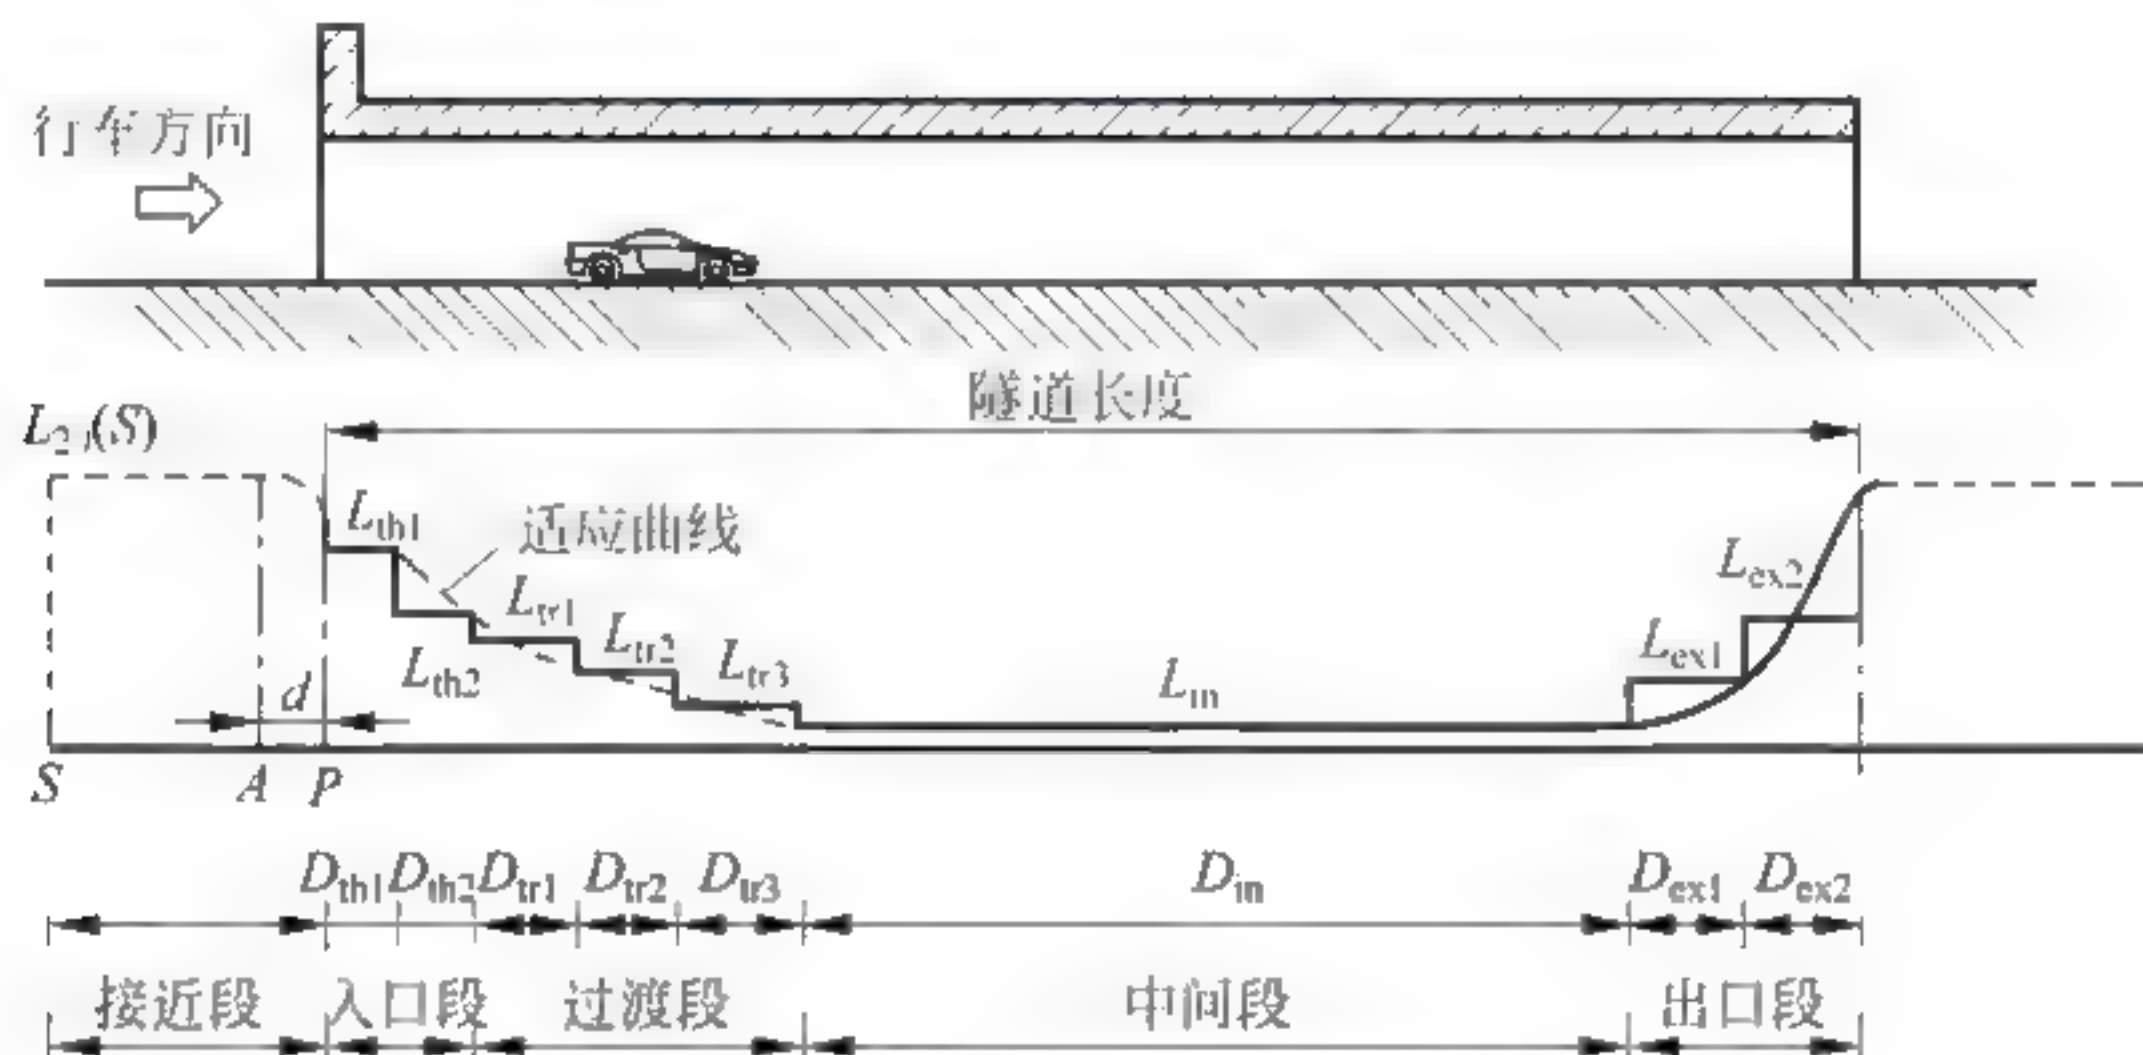 行车方向
隧道长度
L20(S)
Lth1
适应曲线
Ltr1
Lex2
Ltr2
Lth2
Ltr3
Lin
Lex1
d
S A P
Dth1 Dth2 Dtr1 Dtr2 Dtr3 Din Dex1 Dex2
接近段 入口段 过渡段 中间段 出口段